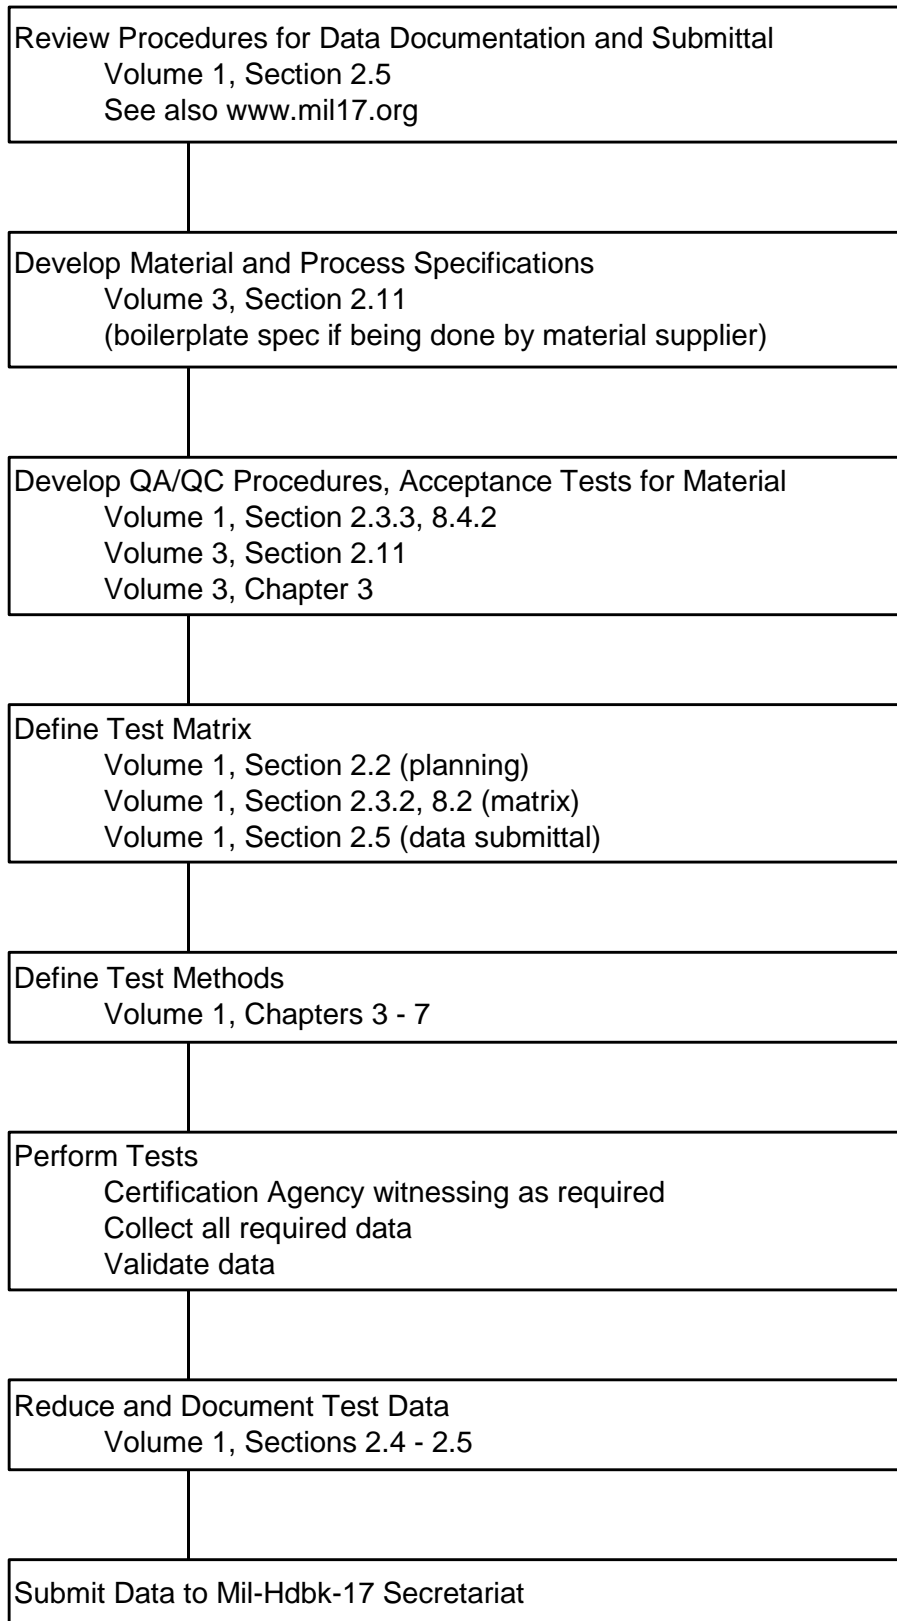 Review Procedures for Data Documentation and Submittal
Volume 1, Section 2.5
See also www.mil17.org
Develop Material and Process Specifications
Volume 3, Section 2.11
(boilerplate spec if being done by material supplier)
Develop QA/QC Procedures, Acceptance Tests for Material
Volume 1, Section 2.3.3, 8.4.2
Volume 3, Section 2.11
Volume 3, Chapter 3
Define Test Matrix
Volume 1, Section 2.2 (planning)
Volume 1, Section 2.3.2, 8.2 (matrix)
Volume 1, Section 2.5 (data submittal)
Define Test Methods
Volume 1, Chapters 3 - 7
Perform Tests
Certification Agency witnessing as required
Collect all required data
Validate data
Reduce and Document Test Data
Volume 1, Sections 2.4 - 2.5
Submit Data to Mil-Hdbk-17 Secretariat